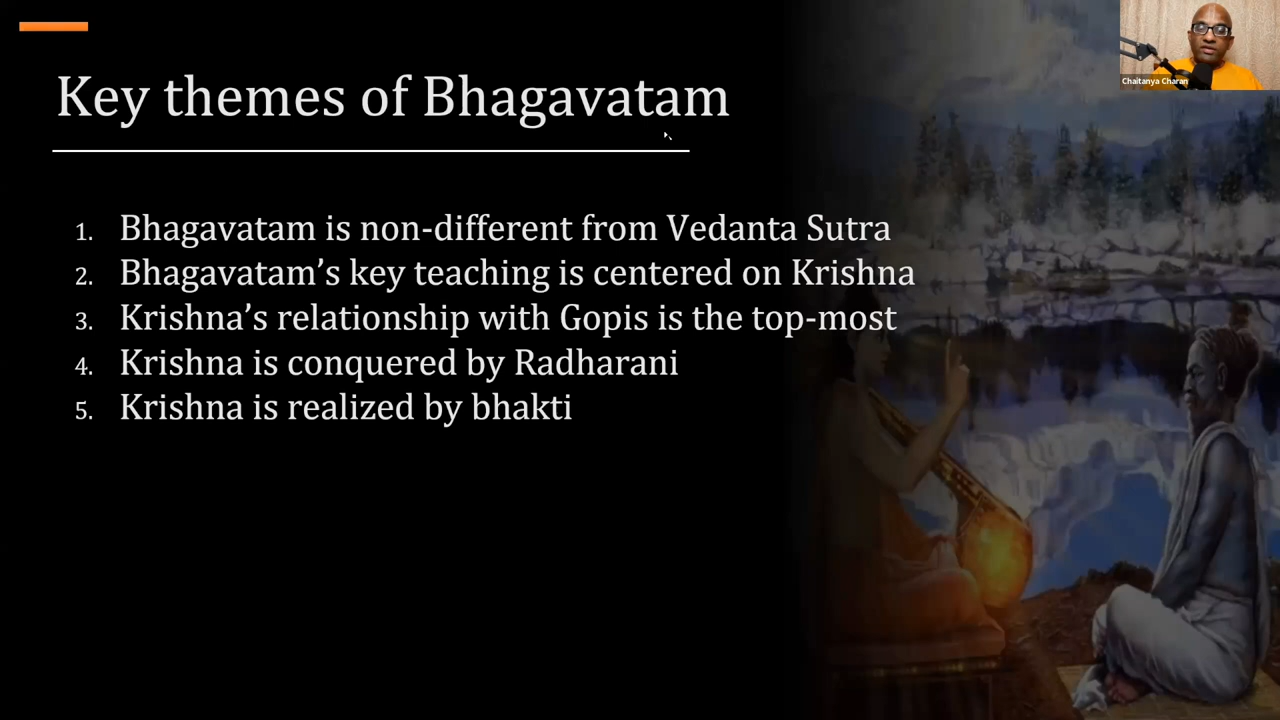 Chaitanya Charan
Key themes of Bhagavatam
1. Bhagavatam is non-different from Vedanta Sutra
2. Bhagavatam’s key teaching is centered on Krishna
3. Krishna’s relationship with Gopis is the top-most
4. Krishna is conquered by Radharani
5. Krishna is realized by bhakti